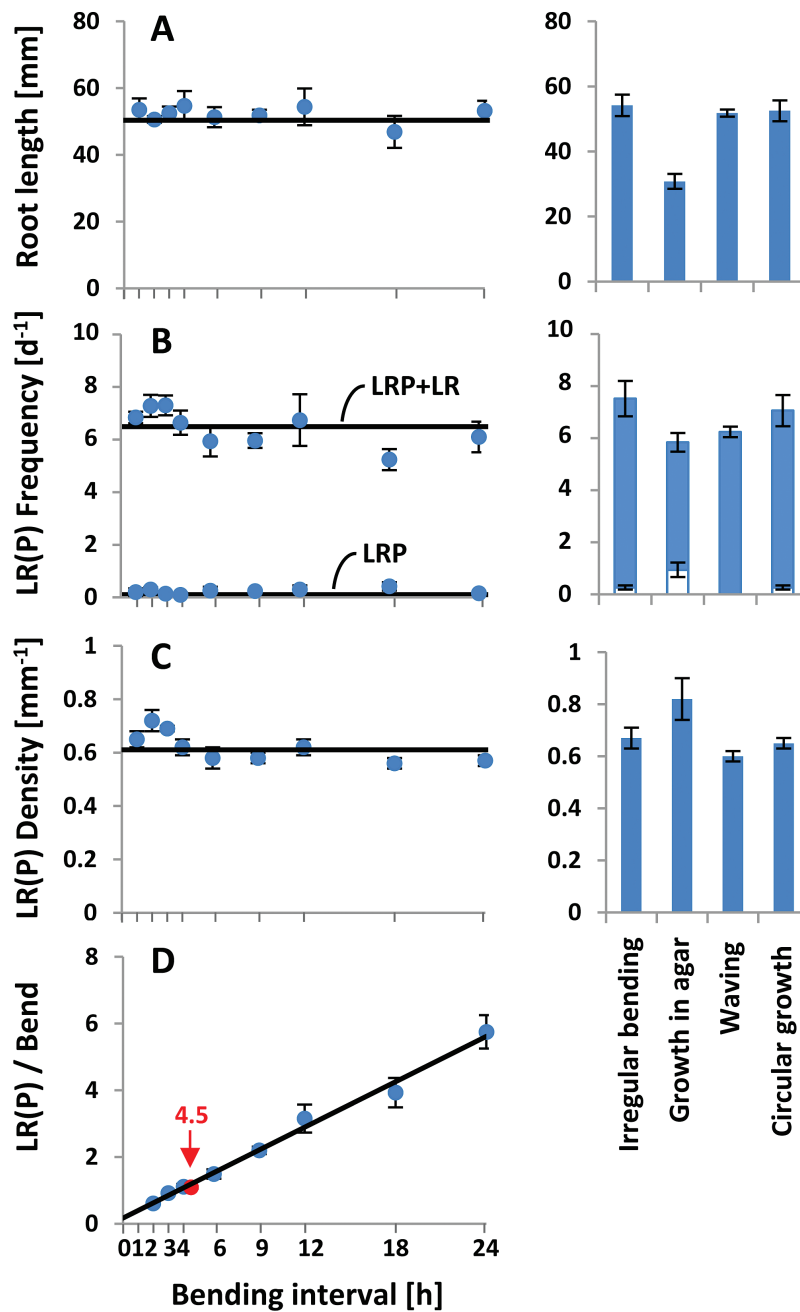 A
Root length [mm]
80
60
40
20
0
80
60
40
20
0
B
LR(P) Frequency [d-1]
10
8
6
4
2
0
LRP+LR
LRP
10
8
6
4
2
0
C
LR(P) Density [mm-1]
1
0.8
0.6
0.4
0.2
0
1
0.8
0.6
0.4
0.2
0
Irregular bending
Growth in agar
Waving
Circular growth
D
LR(P) / Bend
8
6
4
2
0
4.5
0 1 2 3 4 6 9 12 18 24
Bending interval [h]